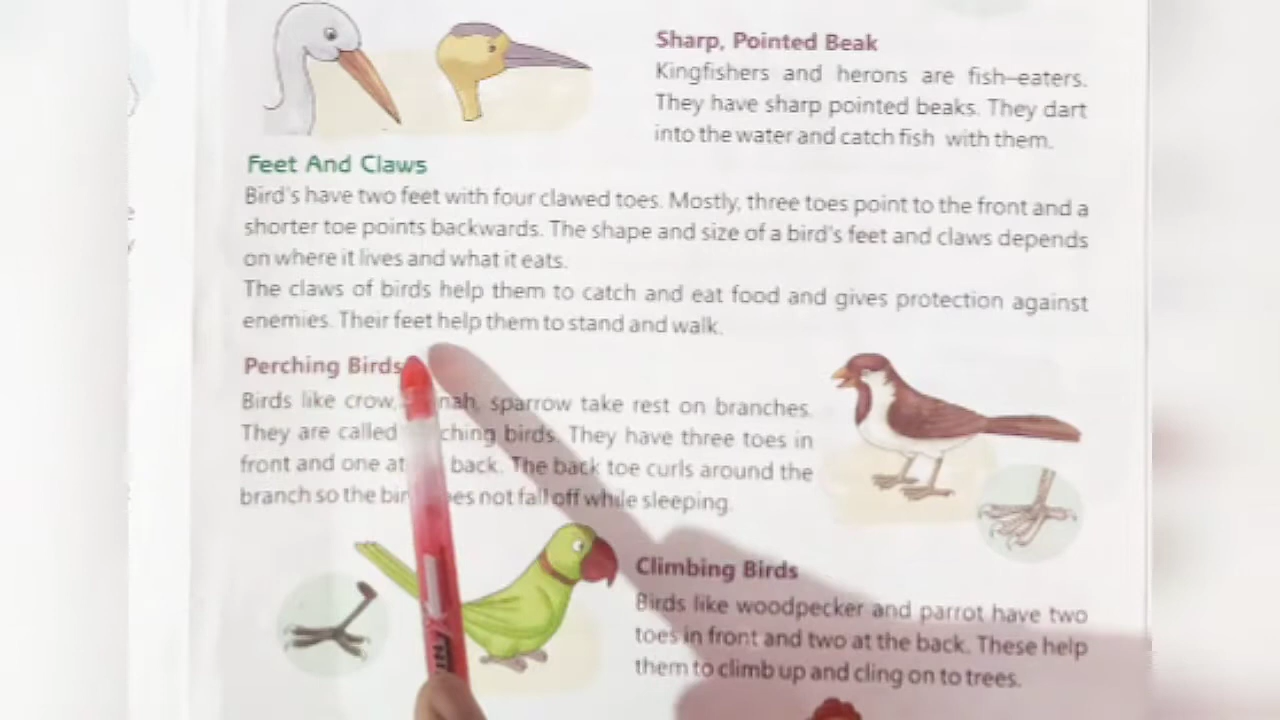 Sharp, Pointed Beak
Kingfishers and herons are fish-eaters.
They have sharp pointed beaks. They dart
into the water and catch fish with them.
Feet And Claws
Bird's have two feet with four clawed toes. Mostly, three toes point to the front and a
shorter toe points backwards. The shape and size of a bird's feet and claws depends
on where it lives and what it eats.
The claws of birds help them to catch and eat food and gives protection against
enemies. Their feet help them to stand and walk.
Perching Birds
Birds like crow, nah, sparrow take rest on branches.
They are called ching birds. They have three toes in
front and one at back. The back toe curls around the
branch so the bir es not fall off while sleeping.
Climbing Birds
Birds like woodpecker and parrot have two
toes in front and two at the back. These help
them to climb up and cling on to trees.